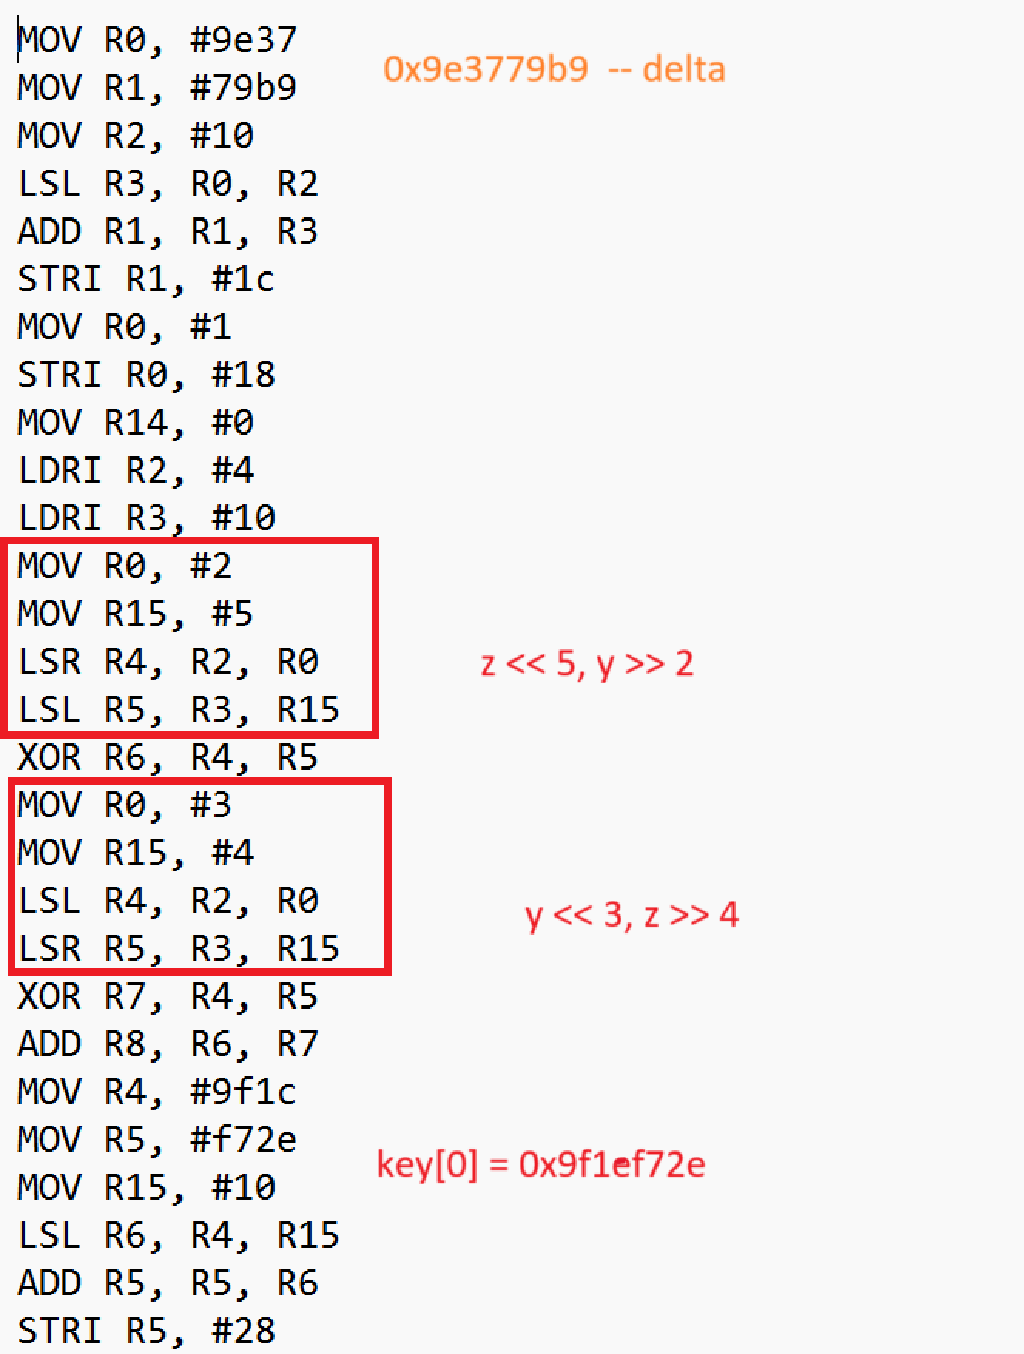 MOV R0, #9e37
0x9e3779b9 -- delta
MOV R1, #79b9
MOV R2, #10
LSL R3, R0, R2
ADD R1, R1, R3
STRI R1, #1c
MOV R0, #1
STRI R0, #18
MOV R14, #0
LDRI R2, #4
LDRI R3, #10
MOV R0, #2
MOV R15, #5
LSR R4, R2, R0
z << 5, y >> 2
LSL R5, R3, R15
XOR R6, R4, R5
MOV R0, #3
MOV R15, #4
LSL R4, R2, R0
y << 3, z >> 4
LSR R5, R3, R15
XOR R7, R4, R5
ADD R8, R6, R7
MOV R4, #9f1c
MOV R5, #f72e
key[0] = 0x9f1ef72e
MOV R15, #10
LSL R6, R4, R15
ADD R5, R5, R6
STRI R5, #28